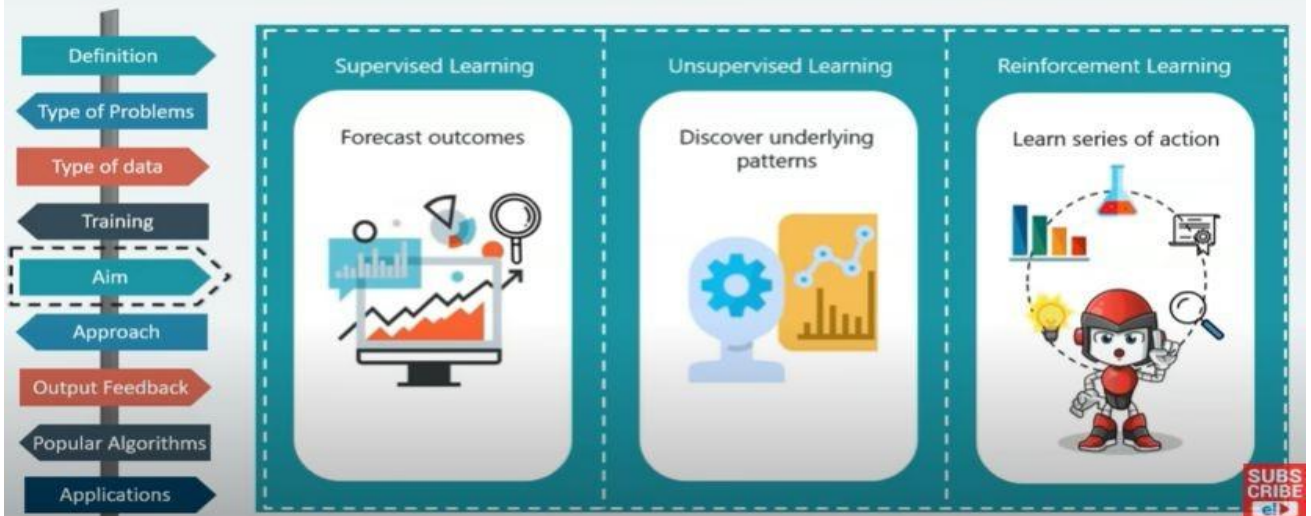 Definition
Type of Problems
Type of data
Training
Aim
Approach
Output Feedback
Popular Algorithms
Applications
Supervised Learning
Forecast outcomes
Unsupervised Learning
Discover underlying
patterns
Reinforcement Learning
Learn series of action
SUBS
CRIBE
e!